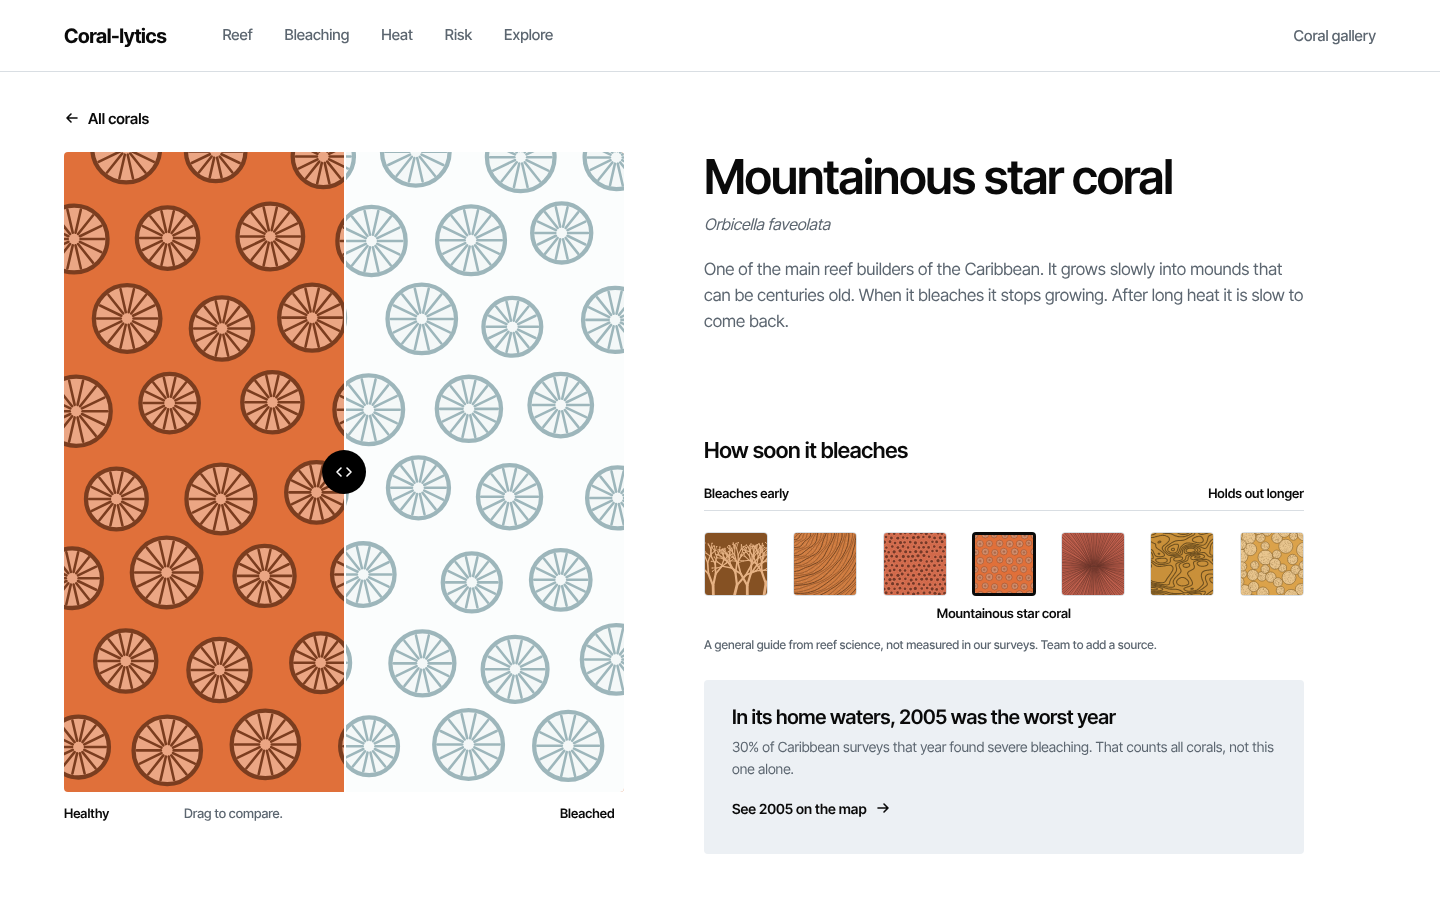 Coral-lytics
Reef
Bleaching
Heat
Risk
Explore
Coral gallery
All corals
Healthy
Drag to compare.
Bleached
Mountainous star coral
Orbicella faveolata
One of the main reef builders of the Caribbean. It grows slowly into mounds that
can be centuries old. When it bleaches it stops growing. After long heat it is slow to
come back.
How soon it bleaches
Bleaches early
Holds out longer
Mountainous star coral
A general guide from reef science, not measured in our surveys. Team to add a source.
In its home waters, 2005 was the worst year
30% of Caribbean surveys that year found severe bleaching. That counts all corals, not this
one alone.
See 2005 on the map